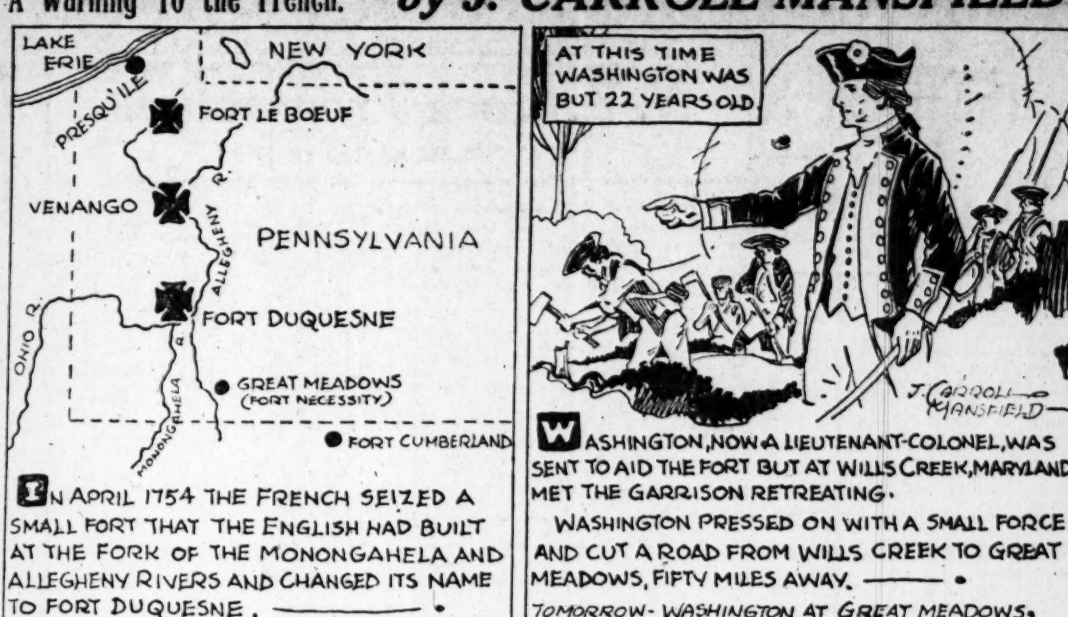 A Warning To the French.
by J. CARROLL MANSFIELD
LAKE
ERIE
NEW YORK
PRESQU'ILE
FORT LE BOEUF
VENANGO
ALLEGHENY R.
PENNSYLVANIA
FORT DUQUESNE
OHIO R.
MONONGAHELA R.
GREAT MEADOWS
(FORT NECESSITY)
FORT CUMBERLAND
IN APRIL 1754 THE FRENCH SEIZED A
SMALL FORT THAT THE ENGLISH HAD BUILT
AT THE FORK OF THE MONONGAHELA AND
ALLEGHENY RIVERS AND CHANGED ITS NAME
TO FORT DUQUESNE.
AT THIS TIME
WASHINGTON WAS
BUT 22 YEARS OLD.
J. CARROLL
MANSFIELD
WASHINGTON, NOW A LIEUTENANT-COLONEL, WAS
SENT TO AID THE FORT BUT AT WILLS CREEK, MARYLAND
MET THE GARRISON RETREATING.
WASHINGTON PRESSED ON WITH A SMALL FORCE
AND CUT A ROAD FROM WILLS CREEK TO GREAT
MEADOWS, FIFTY MILES AWAY.
TOMORROW - WASHINGTON AT GREAT MEADOWS.